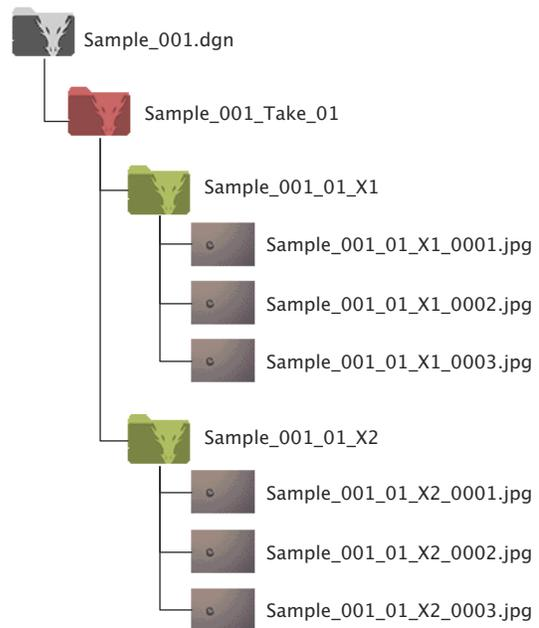 Sample_001.dgn
Sample_001_Take_01
Sample_001_01_X1
Sample_001_01_X1_0001.jpg
Sample_001_01_X1_0002.jpg
Sample_001_01_X1_0003.jpg
Sample_001_01_X2
Sample_001_01_X2_0001.jpg
Sample_001_01_X2_0002.jpg
Sample_001_01_X2_0003.jpg